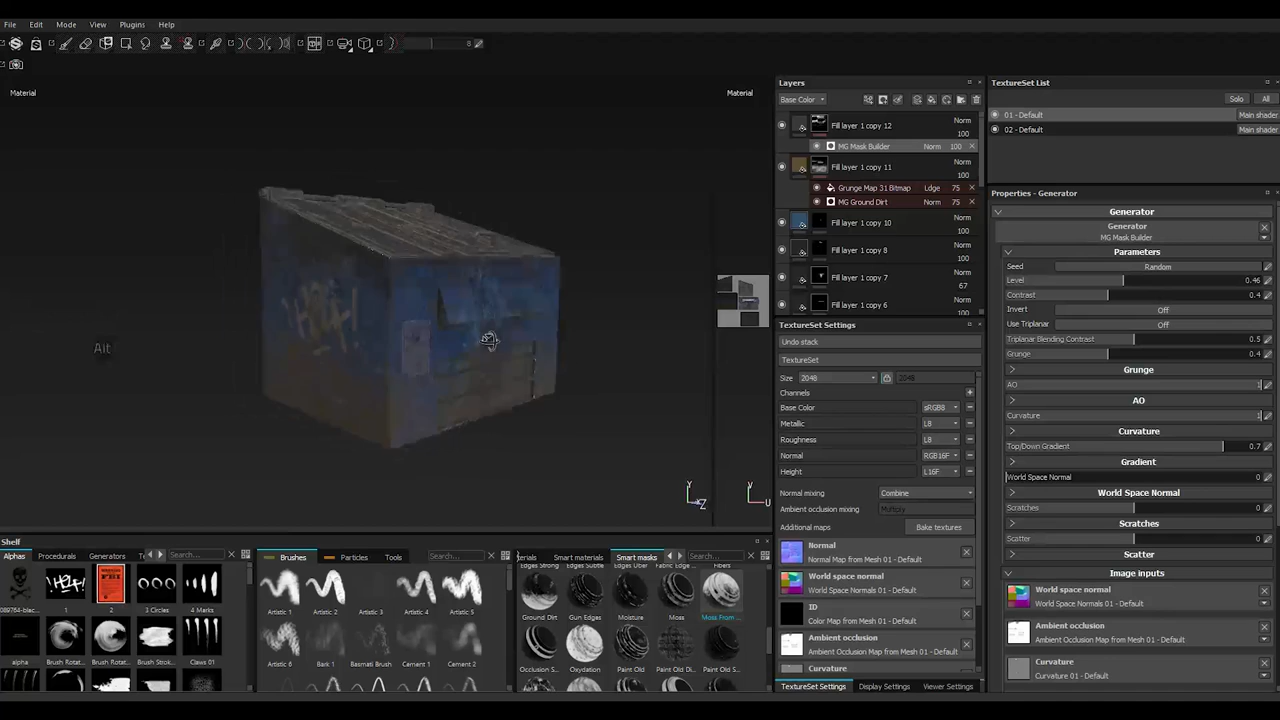 File Edit Mode View Plugins Help
8
Material
Material
Alt
HELP!
Y
Z
V
U
Layers
Base Color
Fill layer 1 copy 12 Norm 100
MG Mask Builder Norm 100
Fill layer 1 copy 11 Norm 100
Grunge Map 31 Bitmap Ldge 75
MG Ground Dirt Norm 75
Fill layer 1 copy 10 Norm 100
Fill layer 1 copy 8 Norm 100
Fill layer 1 copy 7 Norm 67
Fill layer 1 copy 6 Norm 100
TextureSet Settings
Undo stack
TextureSet
Size 2048 2048
Channels
Base Color sRGB8
Metallic L8
Roughness L8
Normal RGB16F
Height L16F
Normal mixing Combine
Ambient occlusion mixing Multiply
Additional maps Bake textures
Normal
Normal Map from Mesh 01 - Default
World space normal
World Space Normals 01 - Default
ID
Color Map from Mesh 01 - Default
Ambient occlusion
Ambient Occlusion Map from Mesh 01 - Default
Curvature
TextureSet Settings Display Settings Viewer Settings
TextureSet List
Solo All
01 - Default Main shader
02 - Default Main shader
Properties - Generator
Generator
Generator
MG Mask Builder
Parameters
Seed Random
Level 0.46
Contrast 0.4
Invert Off
Use Triplanar Off
Triplanar Blending Contrast 0.5
Grunge 0.4
Grunge
AO 1
AO
Curvature 1
Curvature
Top/Down Gradient 0.7
Gradient
World Space Normal 0
World Space Normal
Scratches 0
Scratches
Scatter 0
Scatter
Image inputs
World space normal
World Space Normals 01 - Default
Ambient occlusion
Ambient Occlusion Map from Mesh 01 - Default
Curvature
Curvature 01 - Default
Shelf
Alphas Procedurals Generators Search...
089764-blac... 1 2 3 Circles 4 Marks
alpha Brush Rotat... Brush Rotat... Brush Strok... Claws 01
Brushes Particles Tools Search...
Artistic 1 Artistic 2 Artistic 3 Artistic 4 Artistic 5
Artistic 6 Bark 1 Basmati Brush Cement 1 Cement 2
Smart materials Smart masks Search...
Edges Strong Edges Subtle Edges Uber Fabric Edge... Fibers
Ground Dirt Gun Edges Moisture Moss Moss From ...
Occlusion S... Oxydation Paint Old Paint Old Di... Paint Old S...